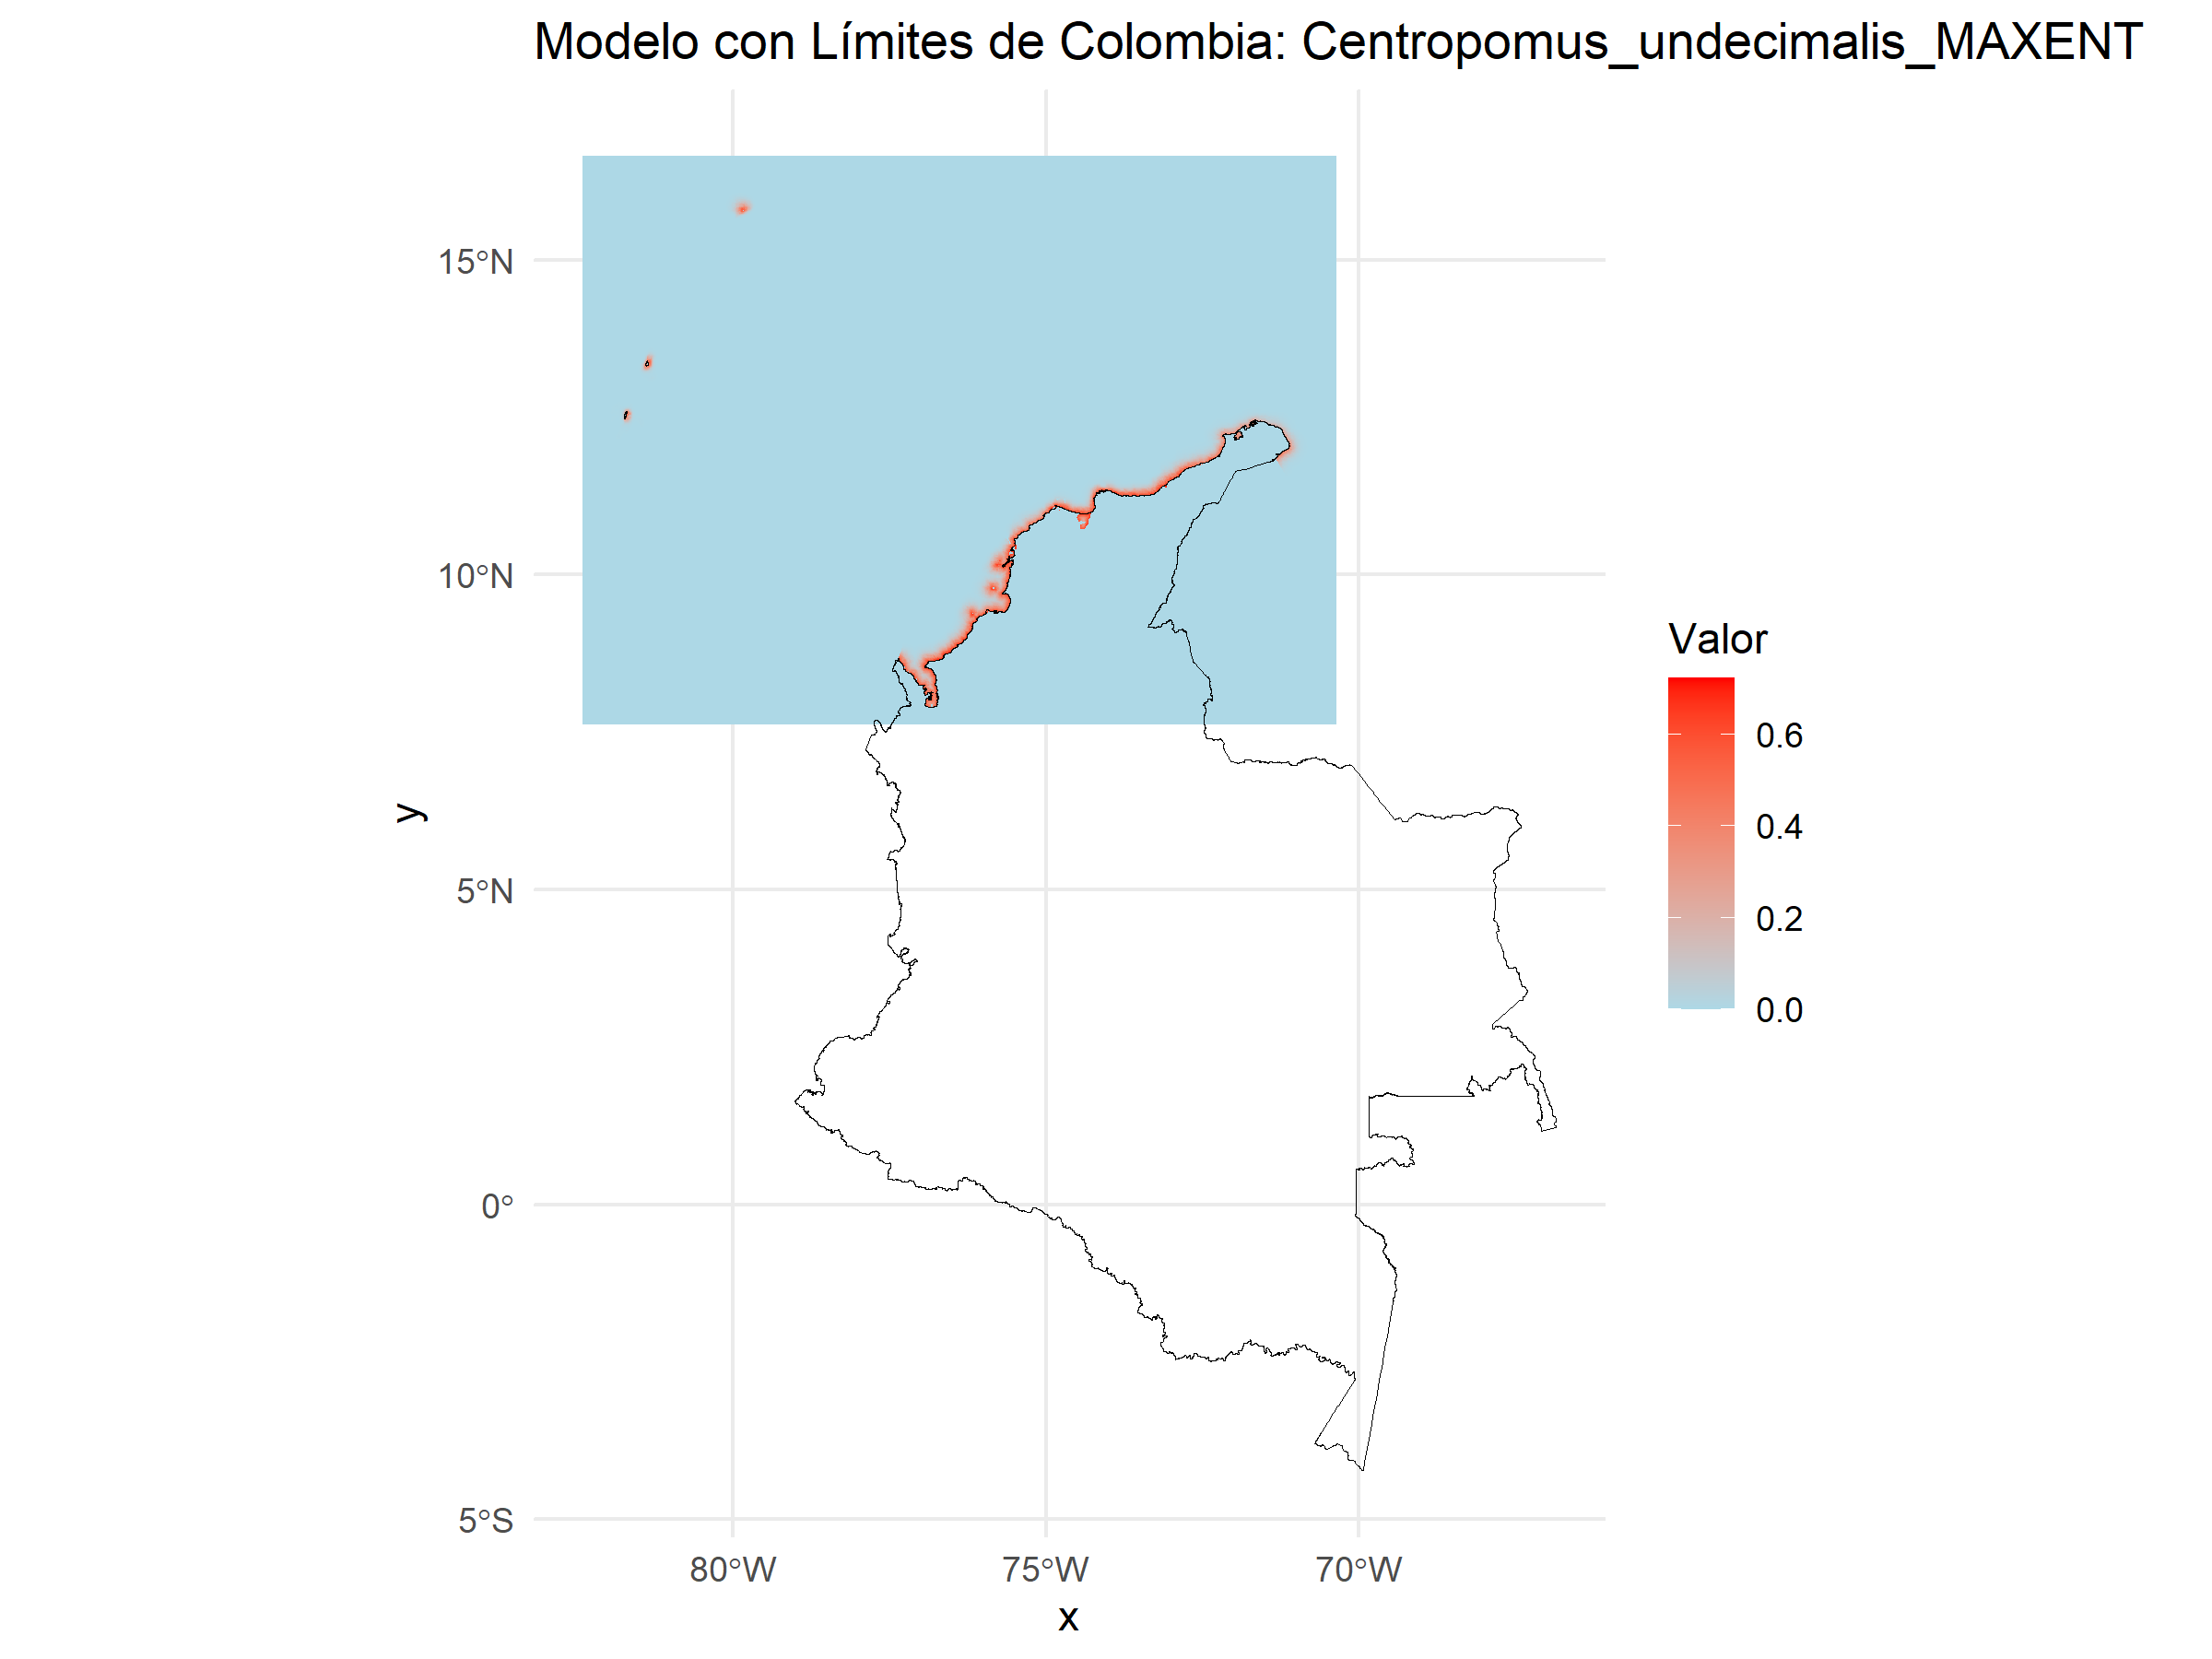 Modelo con Límites de Colombia: Centropomus_undecimalis_MAXENT
15°N
10°N
5°N
0°
5°S
y
80°W
75°W
70°W
x
Valor
0.6
0.4
0.2
0.0